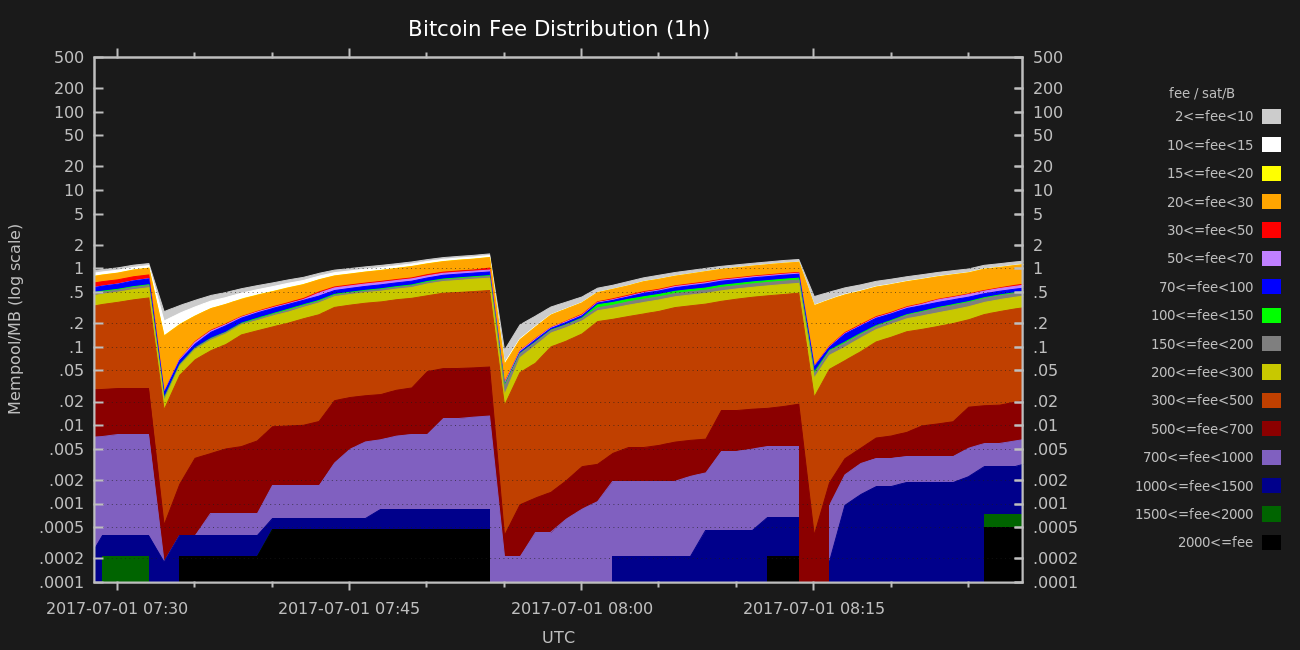 Bitcoin Fee Distribution (1h)
500
200
100
50
20
10
5
2
1
.5
.2
.1
.05
.02
.01
.005
.002
.001
.0005
.0002
.0001
Mempool/MB (log scale)
500
200
100
50
20
10
5
2
1
.5
.2
.1
.05
.02
.01
.005
.002
.001
.0005
.0002
.0001
2017-07-01 07:30
2017-07-01 07:45
2017-07-01 08:00
2017-07-01 08:15
UTC
fee / sat/B
2<=fee<10
10<=fee<15
15<=fee<20
20<=fee<30
30<=fee<50
50<=fee<70
70<=fee<100
100<=fee<150
150<=fee<200
200<=fee<300
300<=fee<500
500<=fee<700
700<=fee<1000
1000<=fee<1500
1500<=fee<2000
2000<=fee